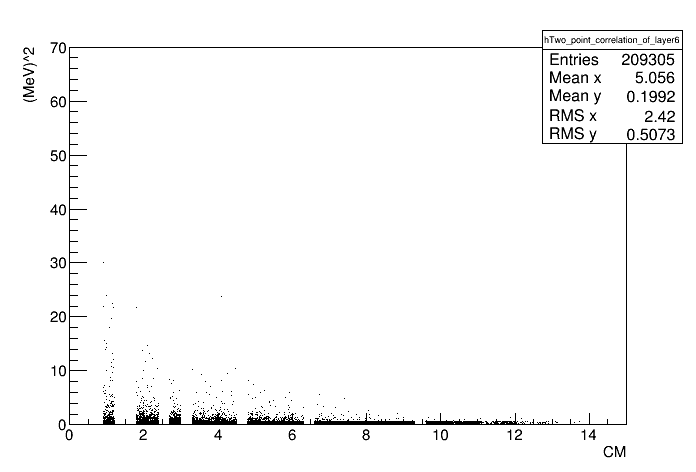 hTwo_point_correlation_of_layer6
Entries 209305
Mean x 5.056
Mean y 0.1992
RMS x 2.42
RMS y 0.5073
(MeV)^2
70
60
50
40
30
20
10
0
0 2 4 6 8 10 12 14
CM